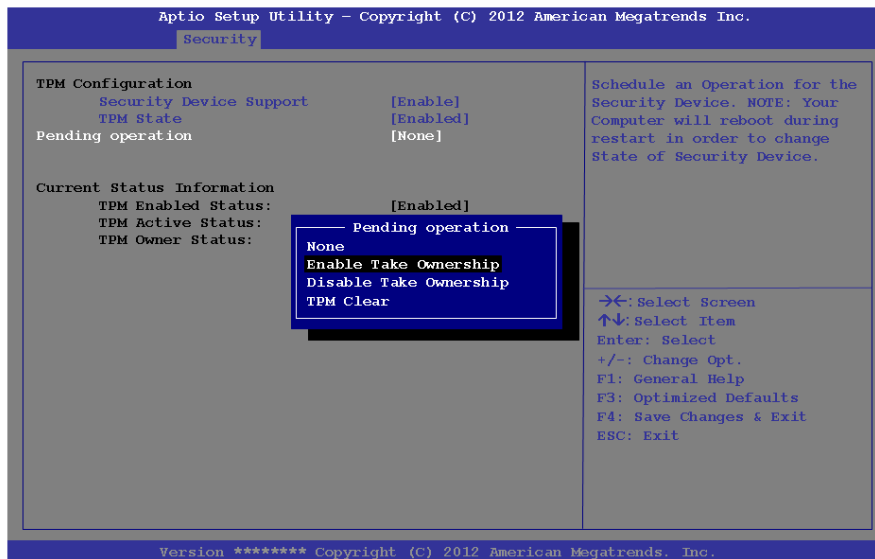 Aptio Setup Utility – Copyright (C) 2012 American Megatrends Inc.
Security
TPM Configuration
Security Device Support [Enable]
TPM State [Enabled]
Pending operation [None]
Current Status Information
TPM Enabled Status: [Enabled]
TPM Active Status:
TPM Owner Status:
Pending operation
None
Enable Take Ownership
Disable Take Ownership
TPM Clear
Schedule an Operation for the
Security Device. NOTE: Your
Computer will reboot during
restart in order to change
State of Security Device.
→←: Select Screen
↑↓: Select Item
Enter: Select
+/-: Change Opt.
F1: General Help
F3: Optimized Defaults
F4: Save Changes & Exit
ESC: Exit
Version ******** Copyright (C) 2012 American Megatrends. Inc.